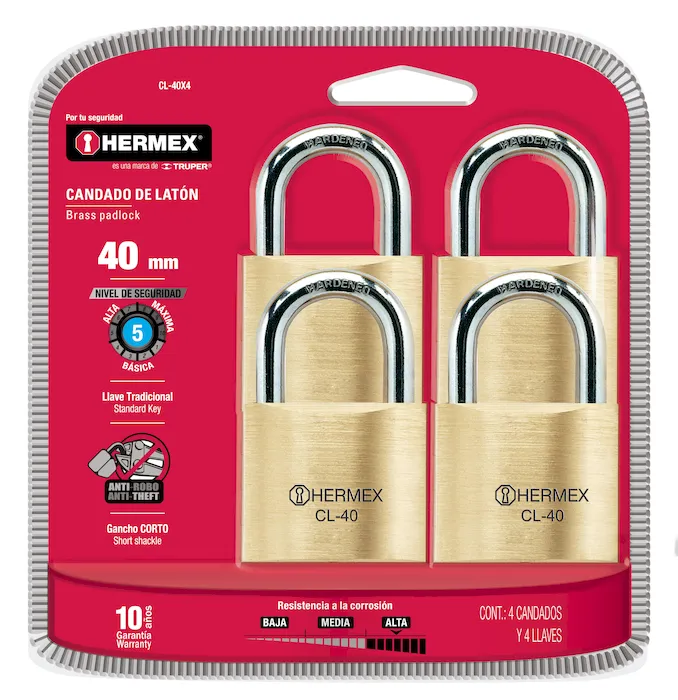 CL-40X4
Por tu seguridad
HERMEX®
es una marca de TRUPER®
CANDADO DE LATÓN
Brass padlock
40 mm
NIVEL DE SEGURIDAD
ALTA
MÁXIMA
5
BÁSICA
Llave Tradicional
Standard Key
ANTI-ROBO
ANTI-THEFT
Gancho CORTO
Short shackle
10 años
Garantía
Warranty
HARDENED
HARDENED
HARDENED
HARDENED
HERMEX
CL-40
HERMEX
CL-40
Resistencia a la corrosión
BAJA MEDIA ALTA
CONT.: 4 CANDADOS
Y 4 LLAVES